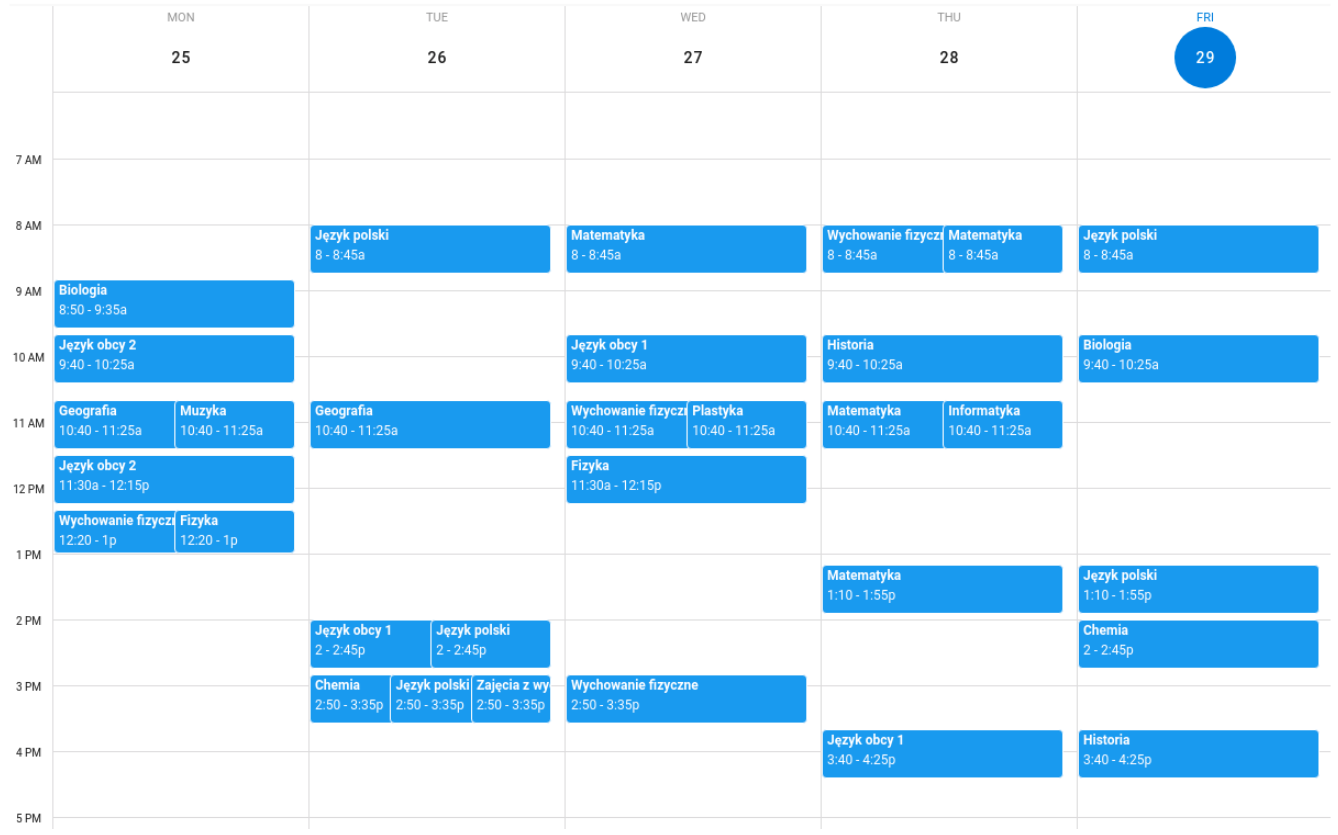 MON
TUE
WED
THU
FRI
25
26
27
28
29
7 AM
8 AM
9 AM
10 AM
11 AM
12 PM
1 PM
2 PM
3 PM
4 PM
5 PM
Biologia
8:50 - 9:35a
Język obcy 2
9:40 - 10:25a
Geografia
10:40 - 11:25a
Muzyka
10:40 - 11:25a
Język obcy 2
11:30a - 12:15p
Wychowanie fizyczn
12:20 - 1p
Fizyka
12:20 - 1p
Język polski
8 - 8:45a
Geografia
10:40 - 11:25a
Język obcy 1
2 - 2:45p
Język polski
2 - 2:45p
Chemia
2:50 - 3:35p
Język polski
2:50 - 3:35p
Zajęcia z wy
2:50 - 3:35p
Matematyka
8 - 8:45a
Język obcy 1
9:40 - 10:25a
Wychowanie fizyczn
10:40 - 11:25a
Plastyka
10:40 - 11:25a
Fizyka
11:30a - 12:15p
Wychowanie fizyczne
2:50 - 3:35p
Wychowanie fizyczn
8 - 8:45a
Matematyka
8 - 8:45a
Historia
9:40 - 10:25a
Matematyka
10:40 - 11:25a
Informatyka
10:40 - 11:25a
Matematyka
1:10 - 1:55p
Język obcy 1
3:40 - 4:25p
Język polski
8 - 8:45a
Biologia
9:40 - 10:25a
Język polski
1:10 - 1:55p
Chemia
2 - 2:45p
Historia
3:40 - 4:25p